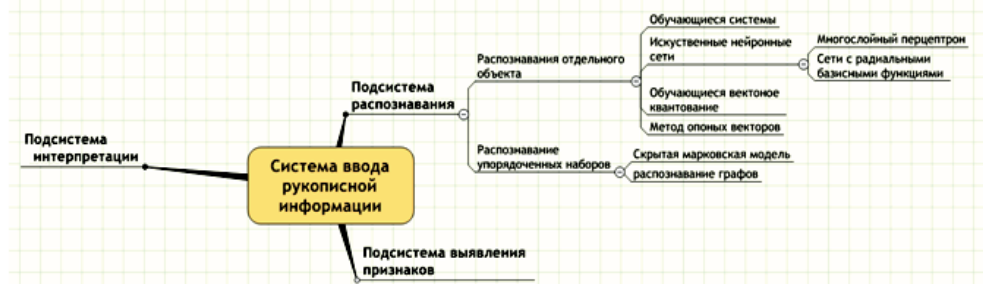 Обучающиеся системы
Искуственные нейронные
сети
Многослойный перцептрон
Сети с радиальными
базисными функциями
Распознавания отдельного
объекта
Обучающиеся вектоное
квантование
Метод опоных векторов
Подсистема
распознавания
Распознавание
упорядоченных наборов
Скрытая марковская модель
распознавание графов
Подсистема
интерпретации
Система ввода
рукописной
информации
Подсистема выявления
признаков